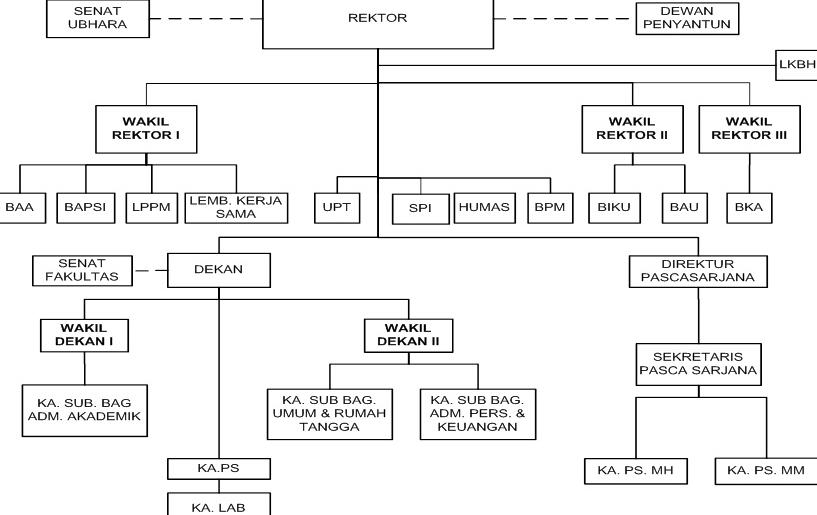 SENAT
UBHARA
REKTOR
DEWAN
PENYANTUN
LKBH
WAKIL
REKTOR I
WAKIL
REKTOR II
WAKIL
REKTOR III
BAA
BAPSI
LPPM
LEMB. KERJA
SAMA
UPT
SPI
HUMAS
BPM
BIKU
BAU
BKA
SENAT
FAKULTAS
DEKAN
DIREKTUR
PASCASARJANA
WAKIL
DEKAN I
WAKIL
DEKAN II
SEKRETARIS
PASCA SARJANA
KA. SUB. BAG
ADM. AKADEMIK
KA. SUB BAG.
UMUM & RUMAH
TANGGA
KA. SUB BAG.
ADM. PERS. &
KEUANGAN
KA.PS
KA. PS. MH
KA. PS. MM
KA. LAB